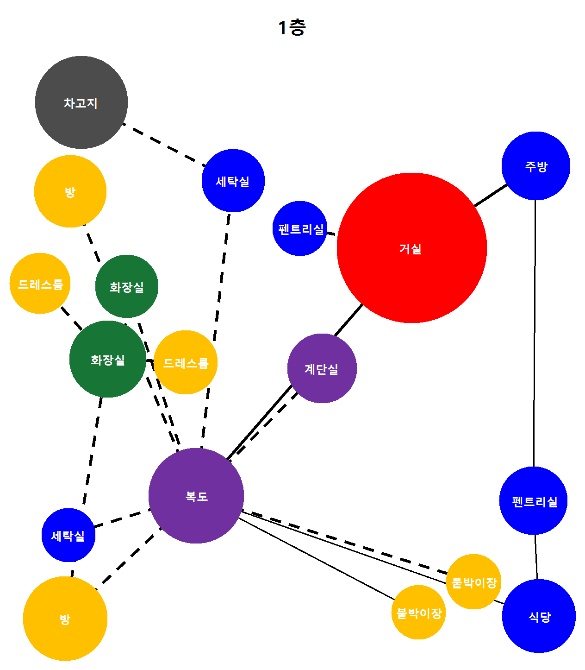 1층
차고지
주방
방
세탁실
펜트리실
거실
드레스룸
화장실
화장실
드레스룸
계단실
복도
펜트리실
세탁실
붙박이장
붙박이장
식당
방